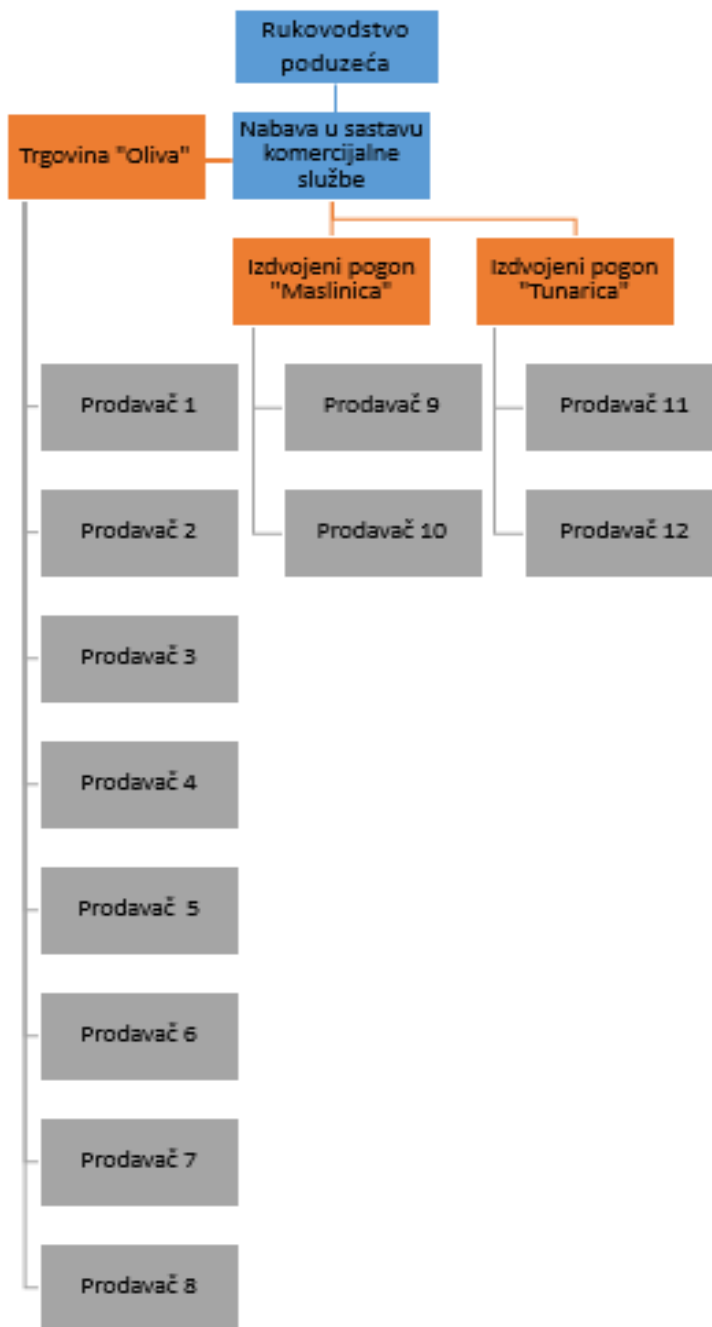 Rukovodstvo
poduzeća
Trgovina "Oliva"
Nabava u sastavu
komercijalne
službe
Izdvojeni pogon
"Maslinica"
Izdvojeni pogon
"Tunarica"
Prodavač 1
Prodavač 9
Prodavač 11
Prodavač 2
Prodavač 10
Prodavač 12
Prodavač 3
Prodavač 4
Prodavač  5
Prodavač 6
Prodavač 7
Prodavač 8